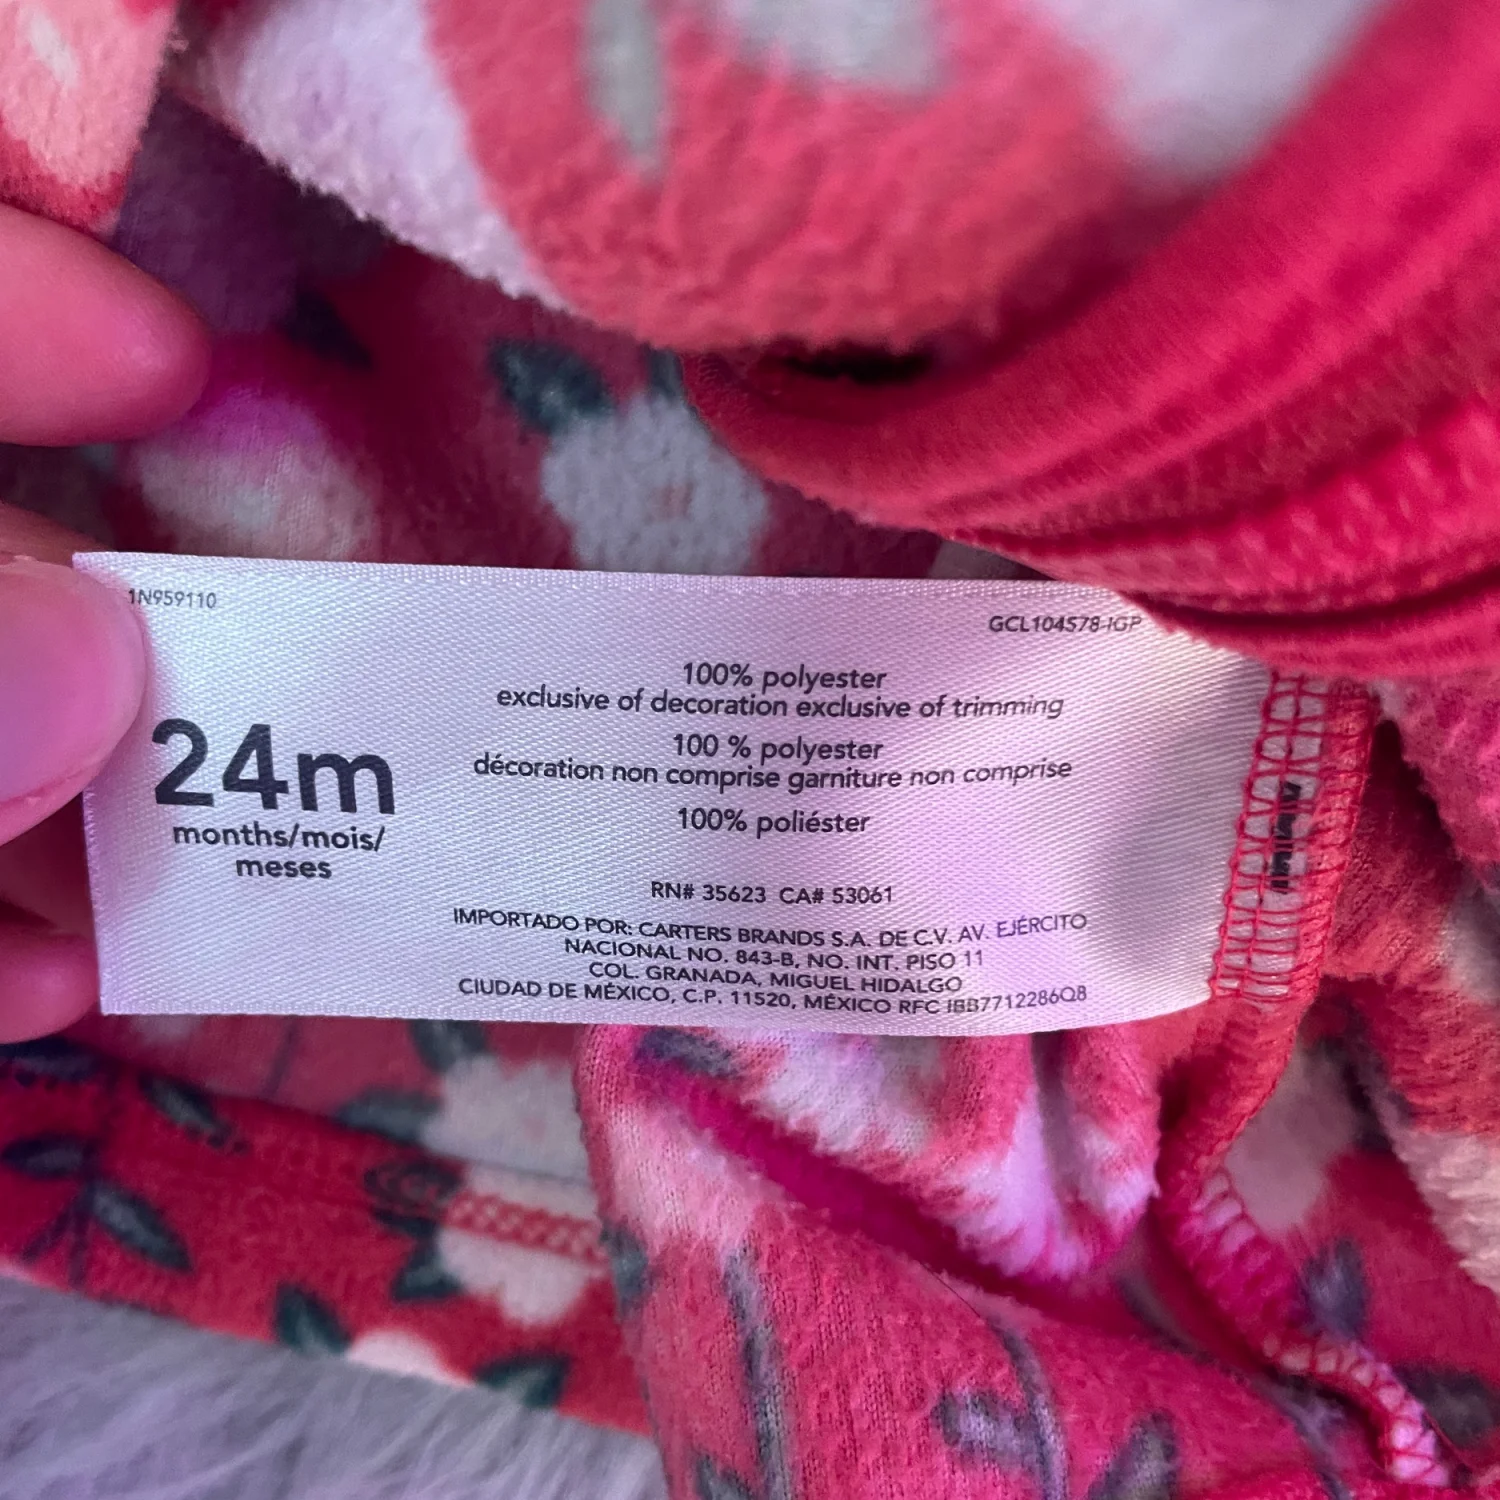 1N959110
GCL104578-IGP
24m
months/mois/
meses
100% polyester
exclusive of decoration exclusive of trimming
100 % polyester
décoration non comprise garniture non comprise
100% poliéster
RN# 35623 CA# 53061
IMPORTADO POR: CARTERS BRANDS S.A. DE C.V. AV. EJÉRCITO
NACIONAL NO. 843-B, NO. INT. PISO 11
COL. GRANADA, MIGUEL HIDALGO
CIUDAD DE MÉXICO, C.P. 11520, MÉXICO RFC IBB7712286Q8